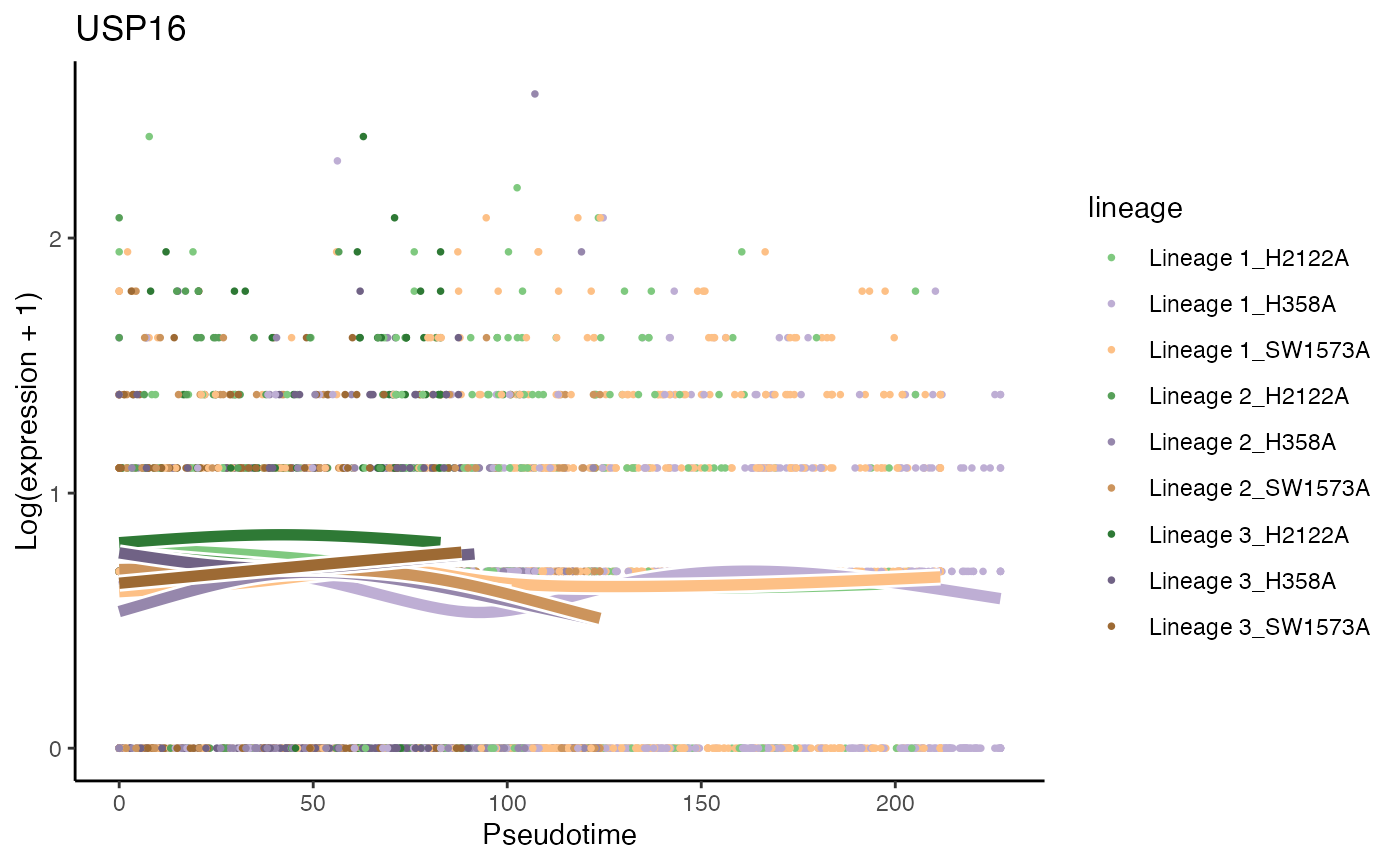 USP16
Log(expression + 1)
2
1
0
0 50 100 150 200
Pseudotime
lineage
Lineage 1_H2122A
Lineage 1_H358A
Lineage 1_SW1573A
Lineage 2_H2122A
Lineage 2_H358A
Lineage 2_SW1573A
Lineage 3_H2122A
Lineage 3_H358A
Lineage 3_SW1573A